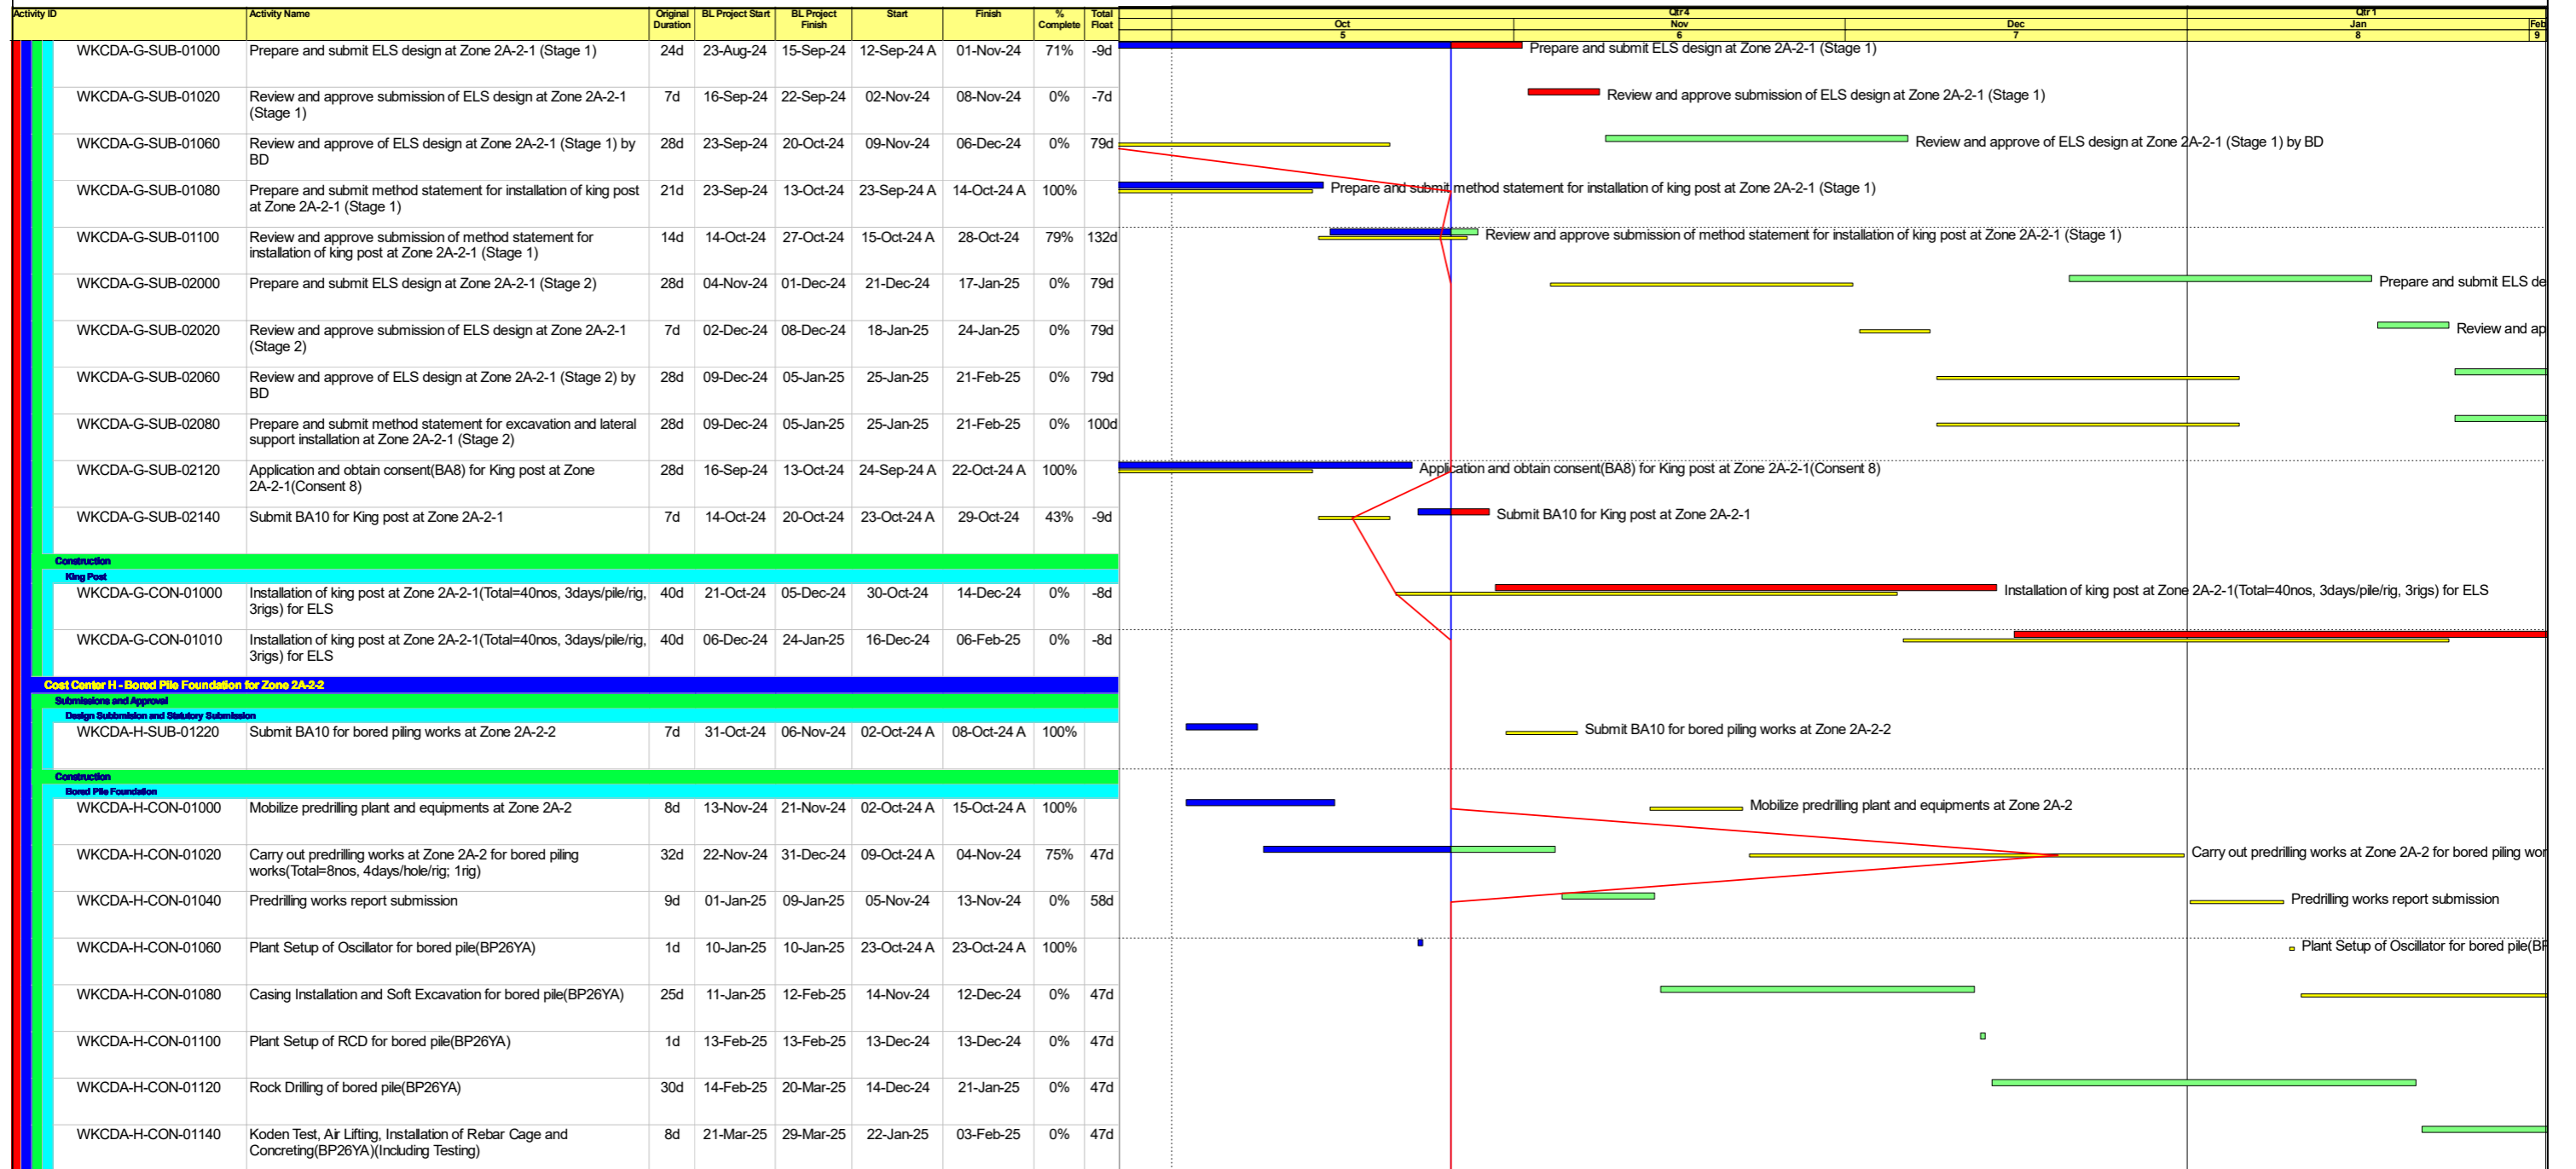 Activity ID Activity Name Original Duration BL Project Start BL Project Finish Start Finish % Complete Total Float
Qtr 4 Qtr 1
Oct Nov Dec Jan Feb
5 6 7 8 9
WKCDA-G-SUB-01000 Prepare and submit ELS design at Zone 2A-2-1 (Stage 1) 24d 23-Aug-24 15-Sep-24 12-Sep-24 A 01-Nov-24 71% -9d Prepare and submit ELS design at Zone 2A-2-1 (Stage 1)
WKCDA-G-SUB-01020 Review and approve submission of ELS design at Zone 2A-2-1 7d 16-Sep-24 22-Sep-24 02-Nov-24 08-Nov-24 0% -7d Review and approve submission of ELS design at Zone 2A-2-1 (Stage 1)
(Stage 1)
WKCDA-G-SUB-01060 Review and approve of ELS design at Zone 2A-2-1 (Stage 1) by 28d 23-Sep-24 20-Oct-24 09-Nov-24 06-Dec-24 0% 79d Review and approve of ELS design at Zone 2A-2-1 (Stage 1) by BD
BD
WKCDA-G-SUB-01080 Prepare and submit method statement for installation of king post 21d 23-Sep-24 13-Oct-24 23-Sep-24 A 14-Oct-24 A 100% Prepare and submit method statement for installation of king post at Zone 2A-2-1 (Stage 1)
at Zone 2A-2-1 (Stage 1)
WKCDA-G-SUB-01100 Review and approve submission of method statement for 14d 14-Oct-24 27-Oct-24 15-Oct-24 A 28-Oct-24 79% 132d Review and approve submission of method statement for installation of king post at Zone 2A-2-1 (Stage 1)
installation of king post at Zone 2A-2-1 (Stage 1)
WKCDA-G-SUB-02000 Prepare and submit ELS design at Zone 2A-2-1 (Stage 2) 28d 04-Nov-24 01-Dec-24 21-Dec-24 17-Jan-25 0% 79d Prepare and submit ELS de
WKCDA-G-SUB-02020 Review and approve submission of ELS design at Zone 2A-2-1 7d 02-Dec-24 08-Dec-24 18-Jan-25 24-Jan-25 0% 79d Review and ap
(Stage 2)
WKCDA-G-SUB-02060 Review and approve of ELS design at Zone 2A-2-1 (Stage 2) by 28d 09-Dec-24 05-Jan-25 25-Jan-25 21-Feb-25 0% 79d
BD
WKCDA-G-SUB-02080 Prepare and submit method statement for excavation and lateral 28d 09-Dec-24 05-Jan-25 25-Jan-25 21-Feb-25 0% 100d
support installation at Zone 2A-2-1 (Stage 2)
WKCDA-G-SUB-02120 Application and obtain consent(BA8) for King post at Zone 28d 16-Sep-24 13-Oct-24 24-Sep-24 A 22-Oct-24 A 100% Application and obtain consent(BA8) for King post at Zone 2A-2-1(Consent 8)
2A-2-1(Consent 8)
WKCDA-G-SUB-02140 Submit BA10 for King post at Zone 2A-2-1 7d 14-Oct-24 20-Oct-24 23-Oct-24 A 29-Oct-24 43% -9d Submit BA10 for King post at Zone 2A-2-1
Construction
King Post
WKCDA-G-CON-01000 Installation of king post at Zone 2A-2-1(Total=40nos, 3days/pile/rig, 40d 21-Oct-24 05-Dec-24 30-Oct-24 14-Dec-24 0% -8d Installation of king post at Zone 2A-2-1(Total=40nos, 3days/pile/rig, 3rigs) for ELS
3rigs) for ELS
WKCDA-G-CON-01010 Installation of king post at Zone 2A-2-1(Total=40nos, 3days/pile/rig, 40d 06-Dec-24 24-Jan-25 16-Dec-24 06-Feb-25 0% -8d
3rigs) for ELS
Cost Center H - Bored Pile Foundation for Zone 2A-2-2
Submissions and Approval
Design Subbmision and Statutory Submission
WKCDA-H-SUB-01220 Submit BA10 for bored piling works at Zone 2A-2-2 7d 31-Oct-24 06-Nov-24 02-Oct-24 A 08-Oct-24 A 100% Submit BA10 for bored piling works at Zone 2A-2-2
Construction
Bored Pile Foundation
WKCDA-H-CON-01000 Mobilize predrilling plant and equipments at Zone 2A-2 8d 13-Nov-24 21-Nov-24 02-Oct-24 A 15-Oct-24 A 100% Mobilize predrilling plant and equipments at Zone 2A-2
WKCDA-H-CON-01020 Carry out predrilling works at Zone 2A-2 for bored piling 32d 22-Nov-24 31-Dec-24 09-Oct-24 A 04-Nov-24 75% 47d Carry out predrilling works at Zone 2A-2 for bored piling wor
works(Total=8nos, 4days/hole/rig; 1rig)
WKCDA-H-CON-01040 Predrilling works report submission 9d 01-Jan-25 09-Jan-25 05-Nov-24 13-Nov-24 0% 58d Predrilling works report submission
WKCDA-H-CON-01060 Plant Setup of Oscillator for bored pile(BP26YA) 1d 10-Jan-25 10-Jan-25 23-Oct-24 A 23-Oct-24 A 100% Plant Setup of Oscillator for bored pile(BP
WKCDA-H-CON-01080 Casing Installation and Soft Excavation for bored pile(BP26YA) 25d 11-Jan-25 12-Feb-25 14-Nov-24 12-Dec-24 0% 47d
WKCDA-H-CON-01100 Plant Setup of RCD for bored pile(BP26YA) 1d 13-Feb-25 13-Feb-25 13-Dec-24 13-Dec-24 0% 47d
WKCDA-H-CON-01120 Rock Drilling of bored pile(BP26YA) 30d 14-Feb-25 20-Mar-25 14-Dec-24 21-Jan-25 0% 47d
WKCDA-H-CON-01140 Koden Test, Air Lifting, Installation of Rebar Cage and 8d 21-Mar-25 29-Mar-25 22-Jan-25 03-Feb-25 0% 47d
Concreting(BP26YA)(Including Testing)